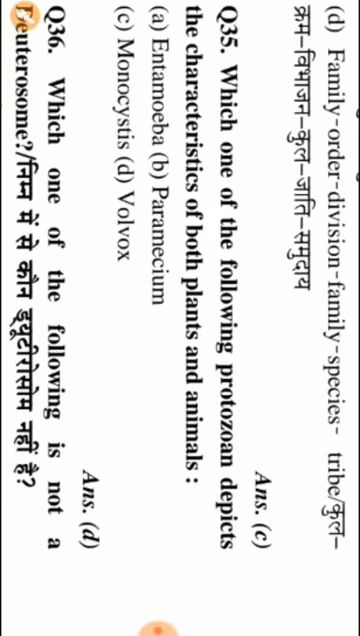 (d) Family-order-division-family-species- tribe/कुल-
क्रम-विभाजन-कुल-जाति-समुदाय
Ans. (c)
Q35. Which one of the following protozoan depicts
the characteristics of both plants and animals :
(a) Entamoeba (b) Paramecium
(c) Monocystis (d) Volvox
Ans. (d)
Q36. Which one of the following is not a
Deuterosome?/निम्न में से कौन ड्यूटीरोसोम नहीं है?